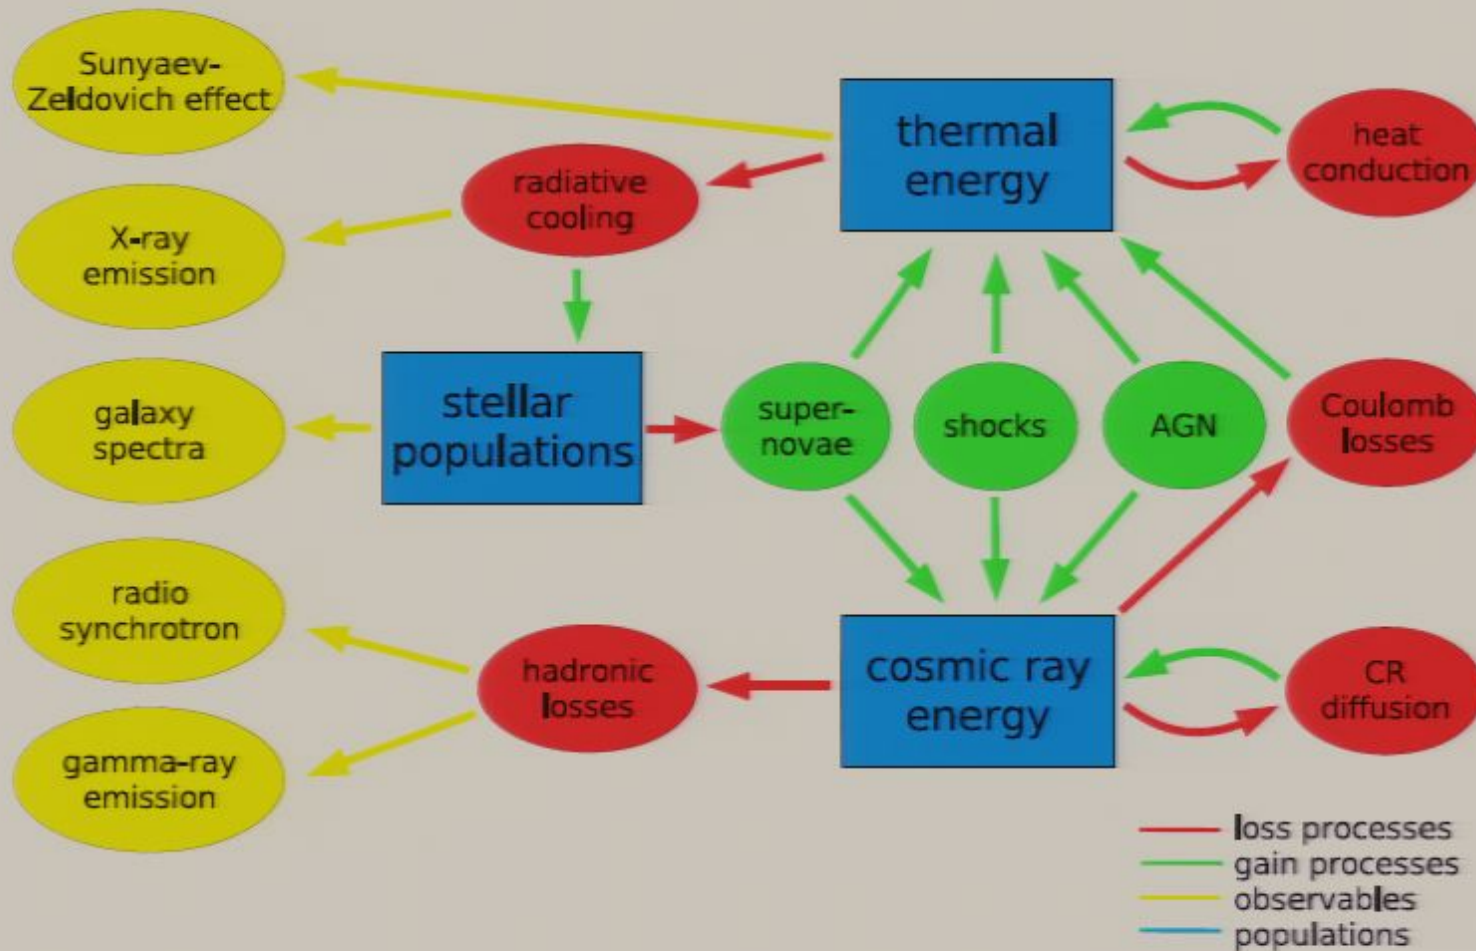 Sunyaev-
Zeldovich effect
thermal
energy
heat
conduction
radiative
cooling
X-ray
emission
stellar
populations
super-
novae
shocks
AGN
Coulomb
losses
galaxy
spectra
radio
synchrotron
hadronic
losses
cosmic ray
energy
CR
diffusion
gamma-ray
emission
loss processes
gain processes
observables
populations